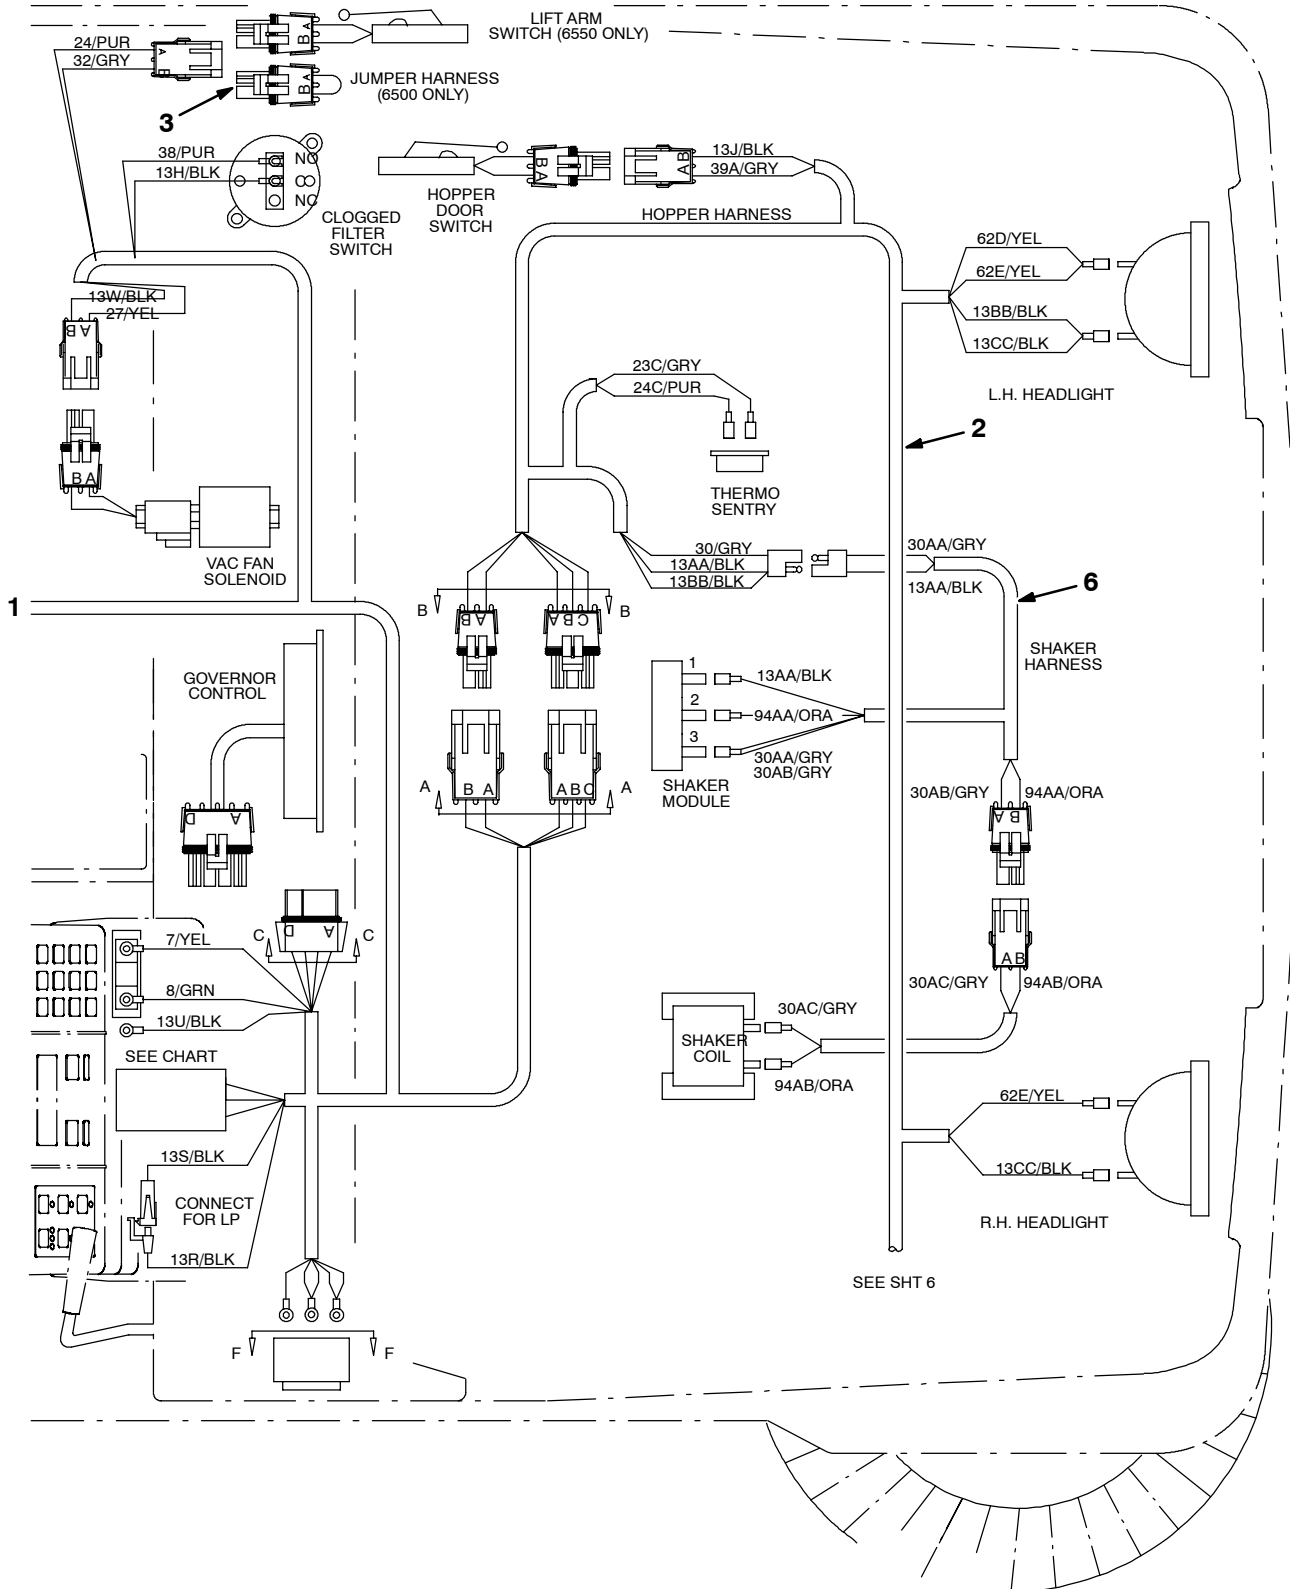 LIFT ARM
SWITCH (6550 ONLY)
24/PUR
32/GRY
A
B
B A
B A
JUMPER HARNESS
(6500 ONLY)
3
38/PUR
13H/BLK
NO
CO
NC
CLOGGED
FILTER
SWITCH
HOPPER
DOOR
SWITCH
B
A
B
A
13J/BLK
39A/GRY
HOPPER HARNESS
62D/YEL
62E/YEL
13BB/BLK
13CC/BLK
L.H. HEADLIGHT
13W/BLK
27/YEL
B A
B A
VAC FAN
SOLENOID
23C/GRY
24C/PUR
THERMO
SENTRY
2
30/GRY
13AA/BLK
13BB/BLK
30AA/GRY
13AA/BLK
6
SHAKER
HARNESS
1
B
B
B A
A B C
GOVERNOR
CONTROL
D A
1
2
3
13AA/BLK
94AA/ORA
30AA/GRY
30AB/GRY
SHAKER
MODULE
A
A
B A
A B C
30AB/GRY
94AA/ORA
A B
A B
30AC/GRY
94AB/ORA
7/YEL
8/GRN
13U/BLK
C
C
D A
SEE CHART
30AC/GRY
SHAKER
COIL
94AB/ORA
62E/YEL
13CC/BLK
R.H. HEADLIGHT
13S/BLK
CONNECT
FOR LP
13R/BLK
SEE SHT 6
F
F